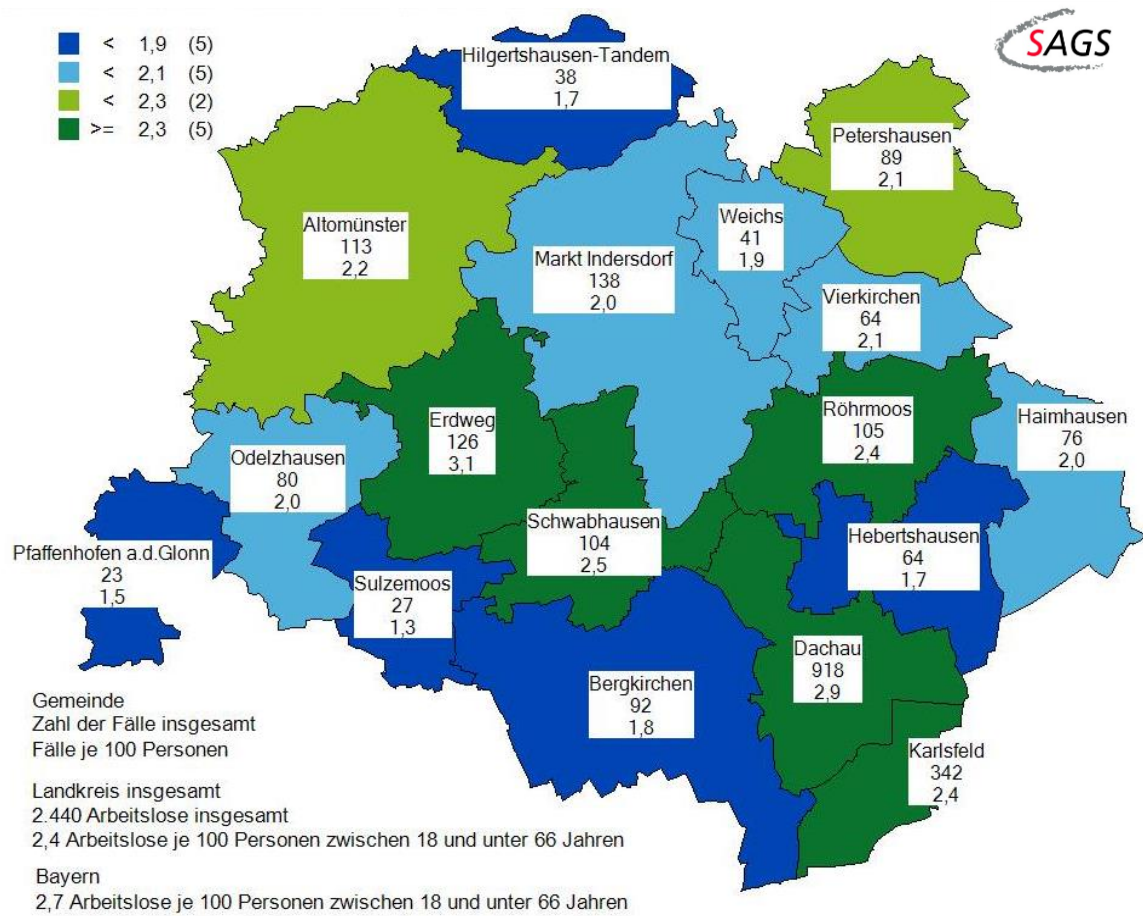 < 1,9 (5)
< 2,1 (5)
< 2,3 (2)
>= 2,3 (5)
SAGS
Hilgertshausen-Tandern
38
1,7
Petershausen
89
2,1
Altomünster
113
2,2
Weichs
41
1,9
Markt Indersdorf
138
2,0
Vierkirchen
64
2,1
Erdweg
126
3,1
Röhrmoos
105
2,4
Haimhausen
76
2,0
Odelzhausen
80
2,0
Schwabhausen
104
2,5
Hebertshausen
64
1,7
Pfaffenhofen a.d.Glonn
23
1,5
Sulzemoos
27
1,3
Dachau
918
2,9
Bergkirchen
92
1,8
Karlsfeld
342
2,4
Gemeinde
Zahl der Fälle insgesamt
Fälle je 100 Personen
Landkreis insgesamt
2.440 Arbeitslose insgesamt
2,4 Arbeitslose je 100 Personen zwischen 18 und unter 66 Jahren
Bayern
2,7 Arbeitslose je 100 Personen zwischen 18 und unter 66 Jahren